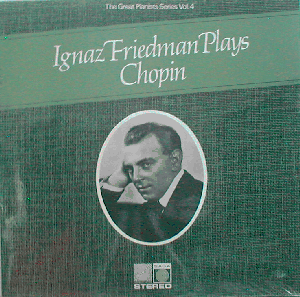 The Great Pianists Series Vol. 4
Ignaz Friedman Plays
Chopin
STEREO